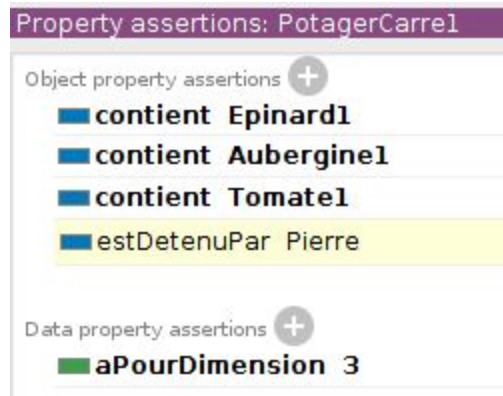 Property assertions: PotagerCarre1
Object property assertions
contient Epinard1
contient Aubergine1
contient Tomate1
estDetenuPar Pierre
Data property assertions
aPourDimension 3